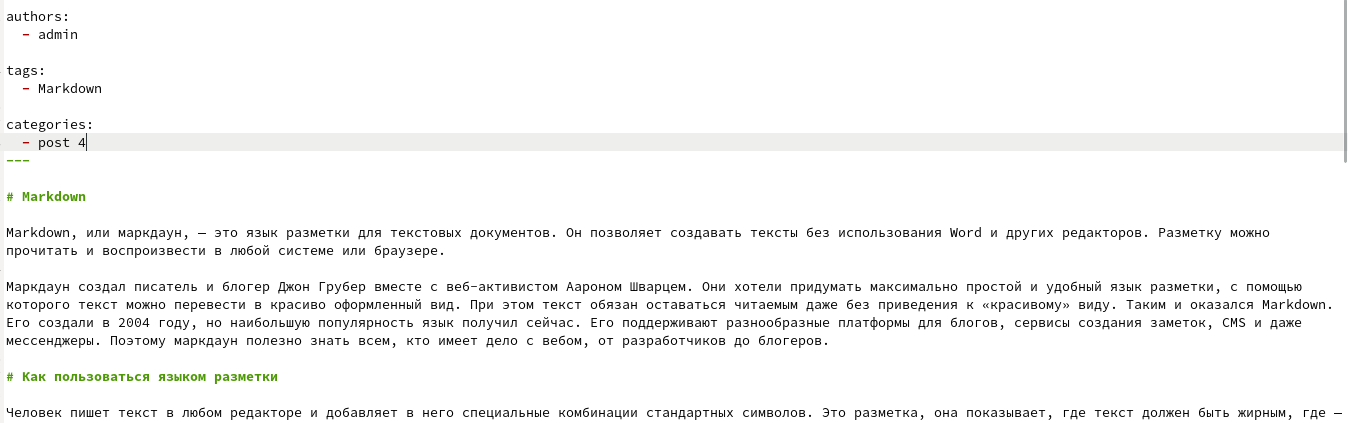 authors:
  - admin
tags:
  - Markdown
categories:
  - post 4
---
# Markdown
Markdown, или маркдаун, — это язык разметки для текстовых документов. Он позволяет создавать тексты без использования Word и других редакторов. Разметку можно
прочитать и воспроизвести в любой системе или браузере.
Маркдаун создал писатель и блогер Джон Грубер вместе с веб-активистом Аароном Шварцем. Они хотели придумать максимально простой и удобный язык разметки, с помощью
которого текст можно перевести в красиво оформленный вид. При этом текст обязан оставаться читаемым даже без приведения к «красивому» виду. Таким и оказался Markdown.
Его создали в 2004 году, но наибольшую популярность язык получил сейчас. Его поддерживают разнообразные платформы для блогов, сервисы создания заметок, CMS и даже
мессенджеры. Поэтому маркдаун полезно знать всем, кто имеет дело с вебом, от разработчиков до блогеров.
# Как пользоваться языком разметки
Человек пишет текст в любом редакторе и добавляет в него специальные комбинации стандартных символов. Это разметка, она показывает, где текст должен быть жирным, где —